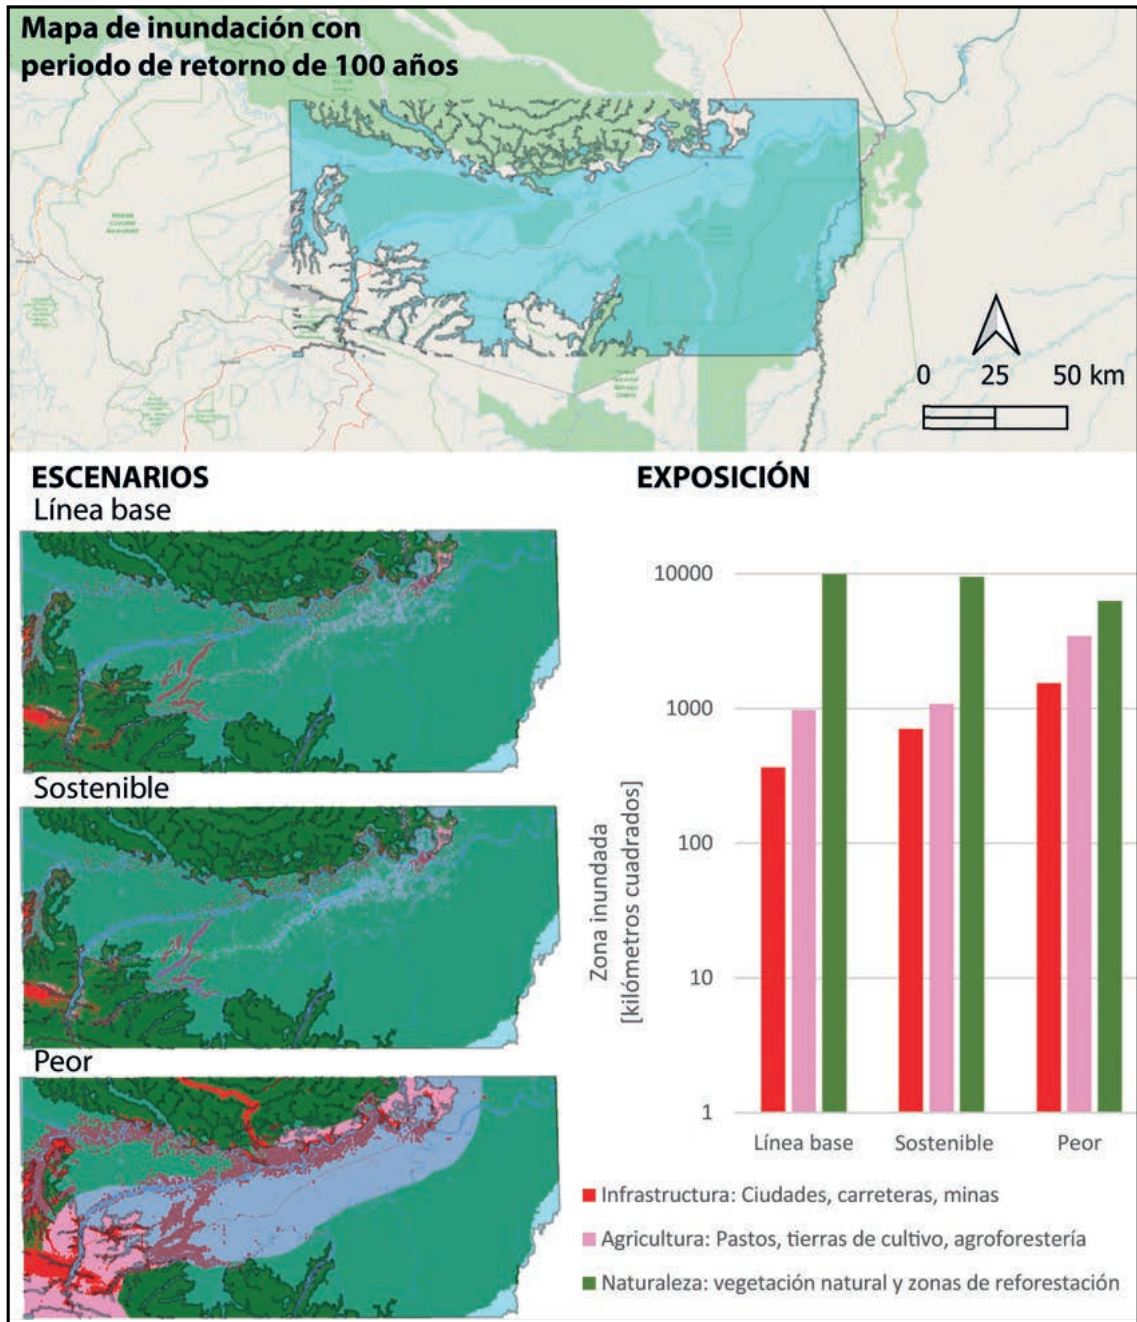 Mapa de inundación con
periodo de retorno de 100 años
0 25 50 km
ESCENARIOS
Línea base
Sostenible
Peor
EXPOSICIÓN
10000
1000
100
10
1
Zona inundada
[kilómetros cuadrados]
Línea base Sostenible Peor
Infrastructura: Ciudades, carreteras, minas
Agricultura: Pastos, tierras de cultivo, agroforestería
Naturaleza: vegetación natural y zonas de reforestación